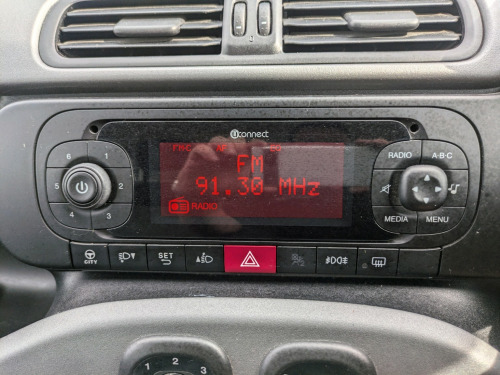 Uconnect
AF
FM
91.30 MHz
RADIO
6 1
5 2
4 3
RADIO A·B·C
MEDIA MENU
CITY
SET
1 2 3